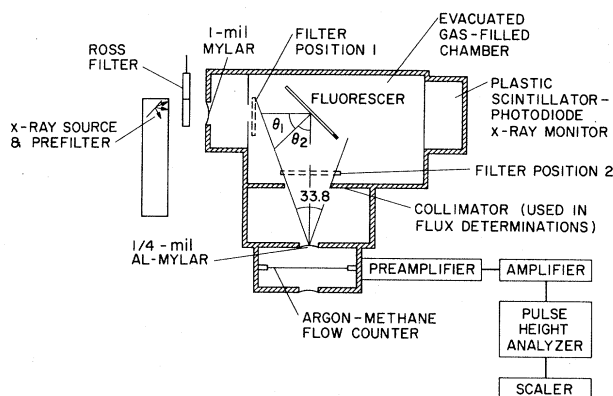 ROSS
FILTER
1-mil
MYLAR
FILTER
POSITION 1
EVACUATED
GAS-FILLED
CHAMBER
X-RAY SOURCE
& PREFILTER
FLUORESCER
θ1
θ2
PLASTIC
SCINTILLATOR-
PHOTODIODE
X-RAY MONITOR
FILTER POSITION 2
33.8
COLLIMATOR (USED IN
FLUX DETERMINATIONS)
1/4-mil
AL-MYLAR
ARGON-METHANE
FLOW COUNTER
PREAMPLIFIER
AMPLIFIER
PULSE
HEIGHT
ANALYZER
SCALER